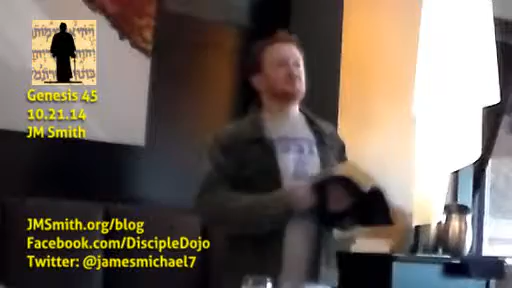 Genesis 45
10.21.14
JM Smith
JMSmith.org/blog
Facebook.com/DiscipleDojo
Twitter: @jamesmichael7